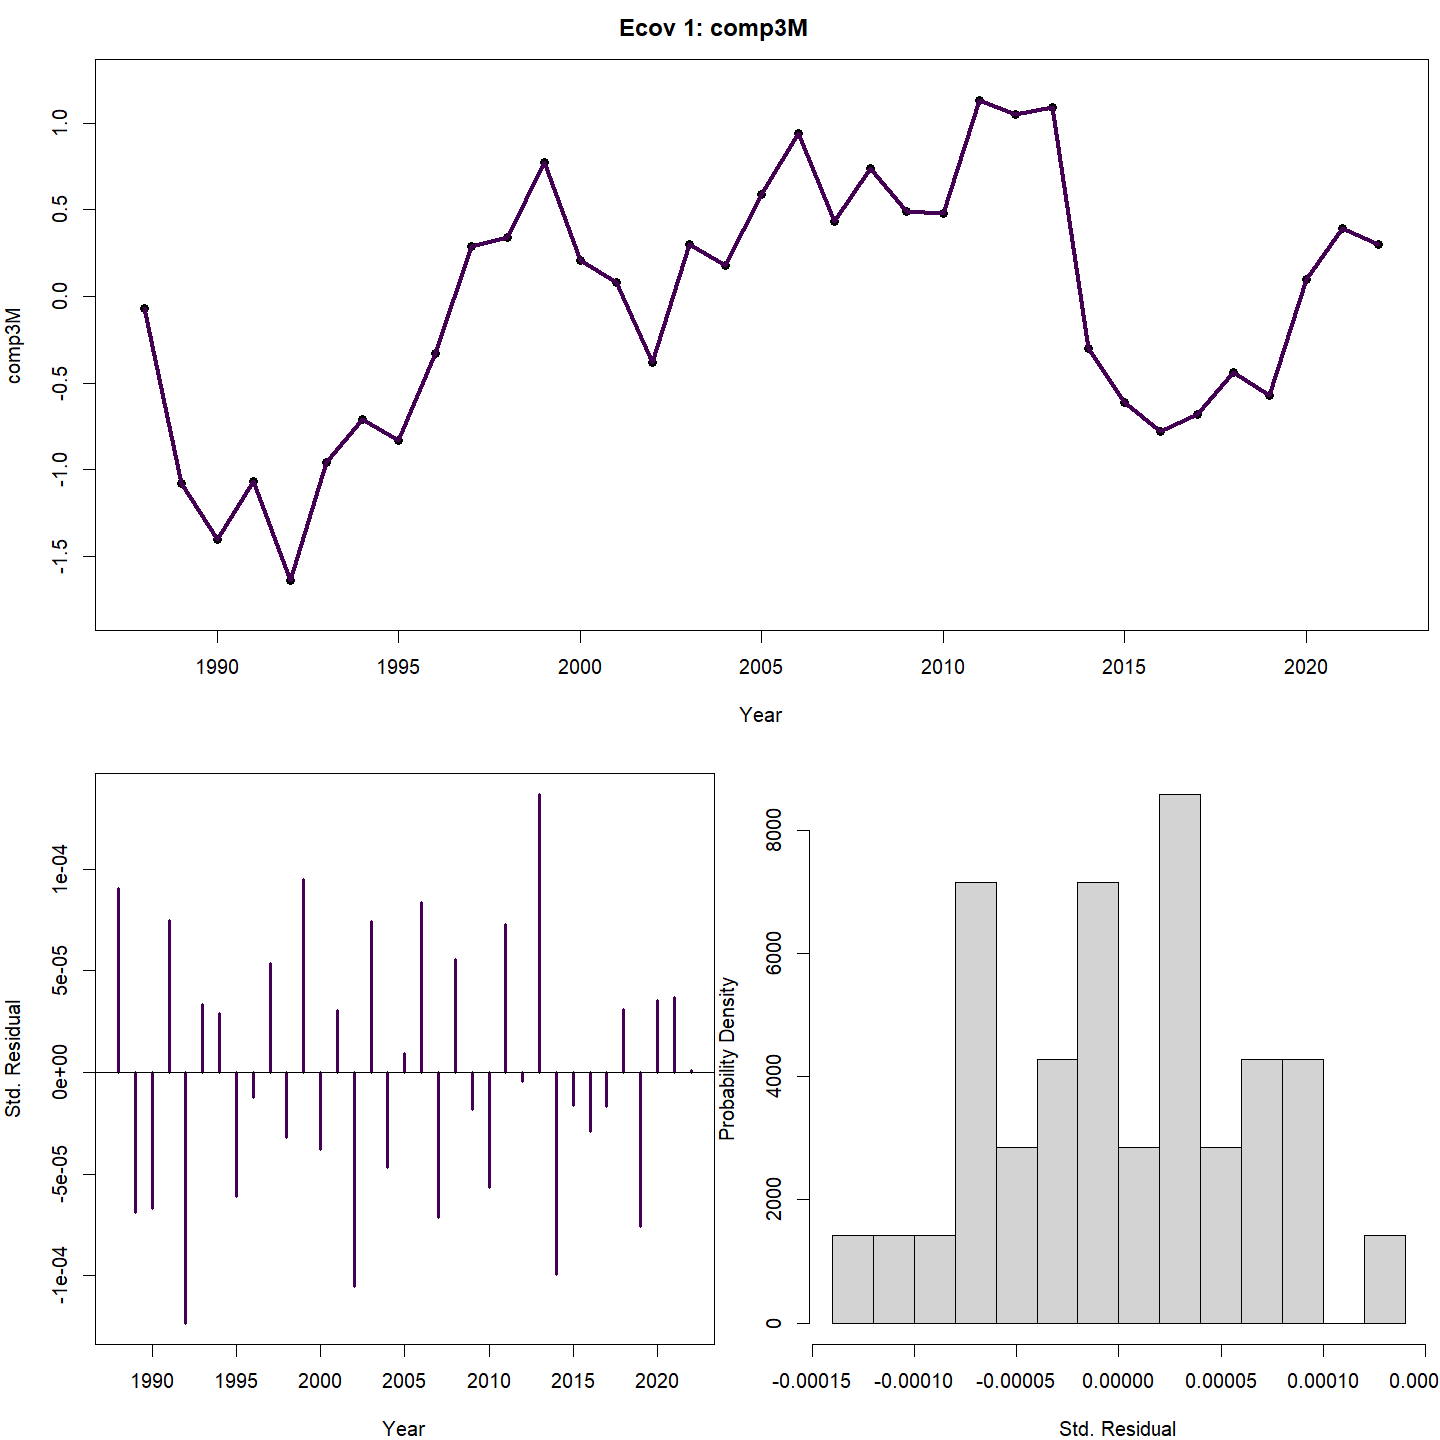 Ecov 1: comp3M
comp3M
1.0
0.5
0.0
-0.5
-1.0
-1.5
1990 1995 2000 2005 2010 2015 2020
Year
Std. Residual
1e-04
5e-05
0e+00
-5e-05
-1e-04
1990 1995 2000 2005 2010 2015 2020
Year
Probability Density
8000
6000
4000
2000
0
-0.00015 -0.00010 -0.00005 0.00000 0.00005 0.00010 0.000
Std. Residual